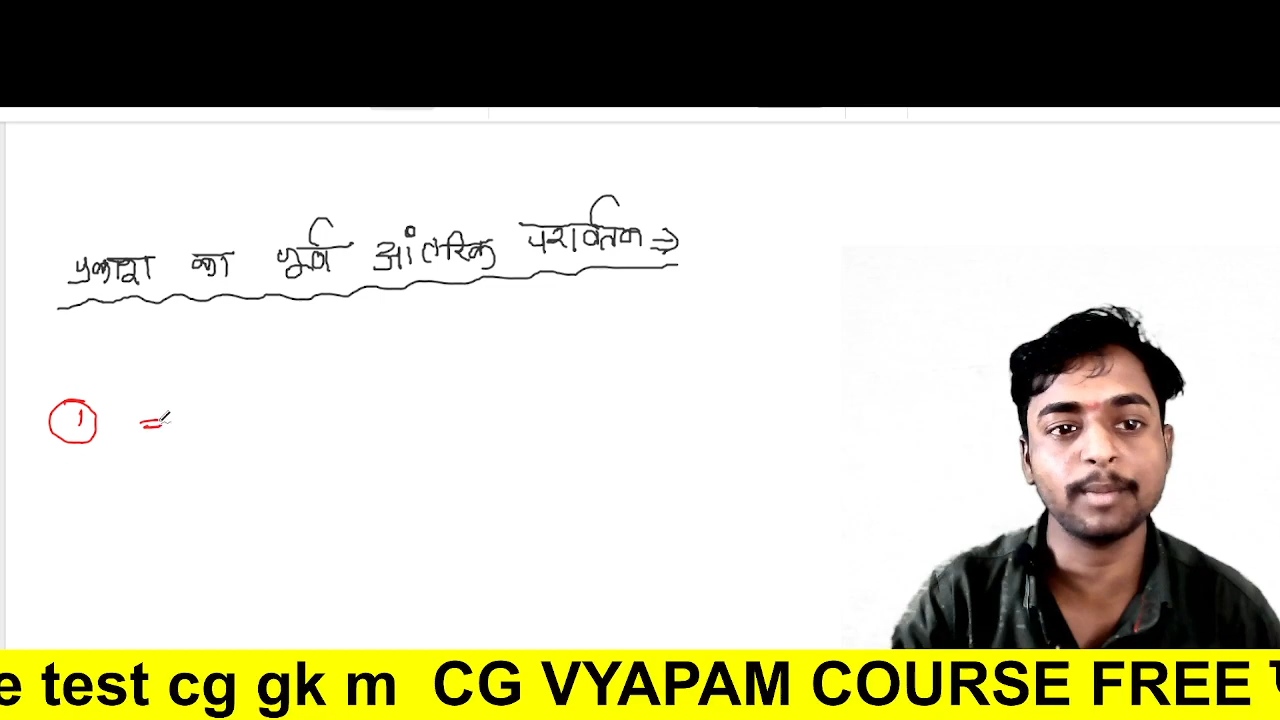 प्रकाश का पूर्ण आंतरिक परावर्तन ⇒
① =
e test cg gk m CG VYAPAM COURSE FREE